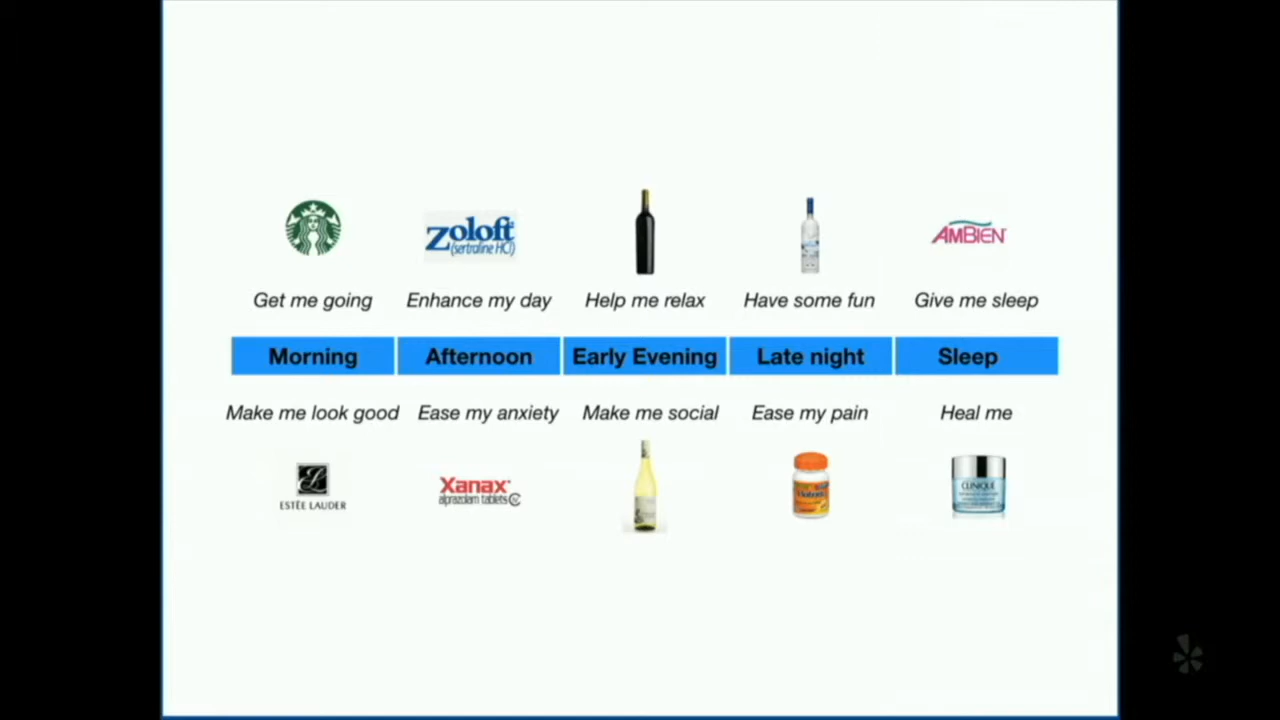 Zoloft
(sertraline HCl)
AMBIEN
Get me going
Enhance my day
Help me relax
Have some fun
Give me sleep
Morning
Afternoon
Early Evening
Late night
Sleep
Make me look good
Ease my anxiety
Make me social
Ease my pain
Heal me
ESTĒE LAUDER
Xanax
alprazolam tablets
CLINIQUE